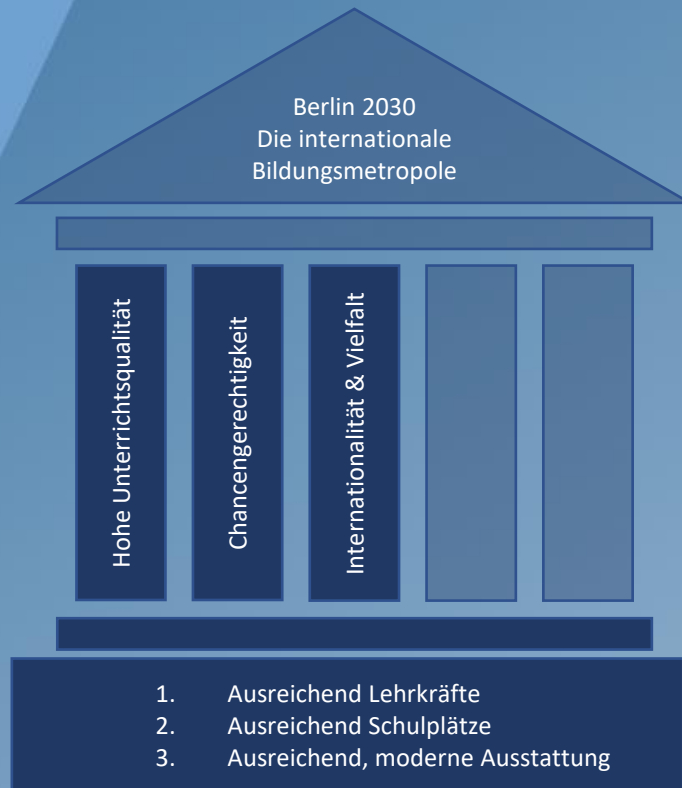 Berlin 2030
Die internationale
Bildungsmetropole
Hohe Unterrichtsqualität
Chancengerechtigkeit
Internationalität & Vielfalt
1. Ausreichend Lehrkräfte
2. Ausreichend Schulplätze
3. Ausreichend, moderne Ausstattung